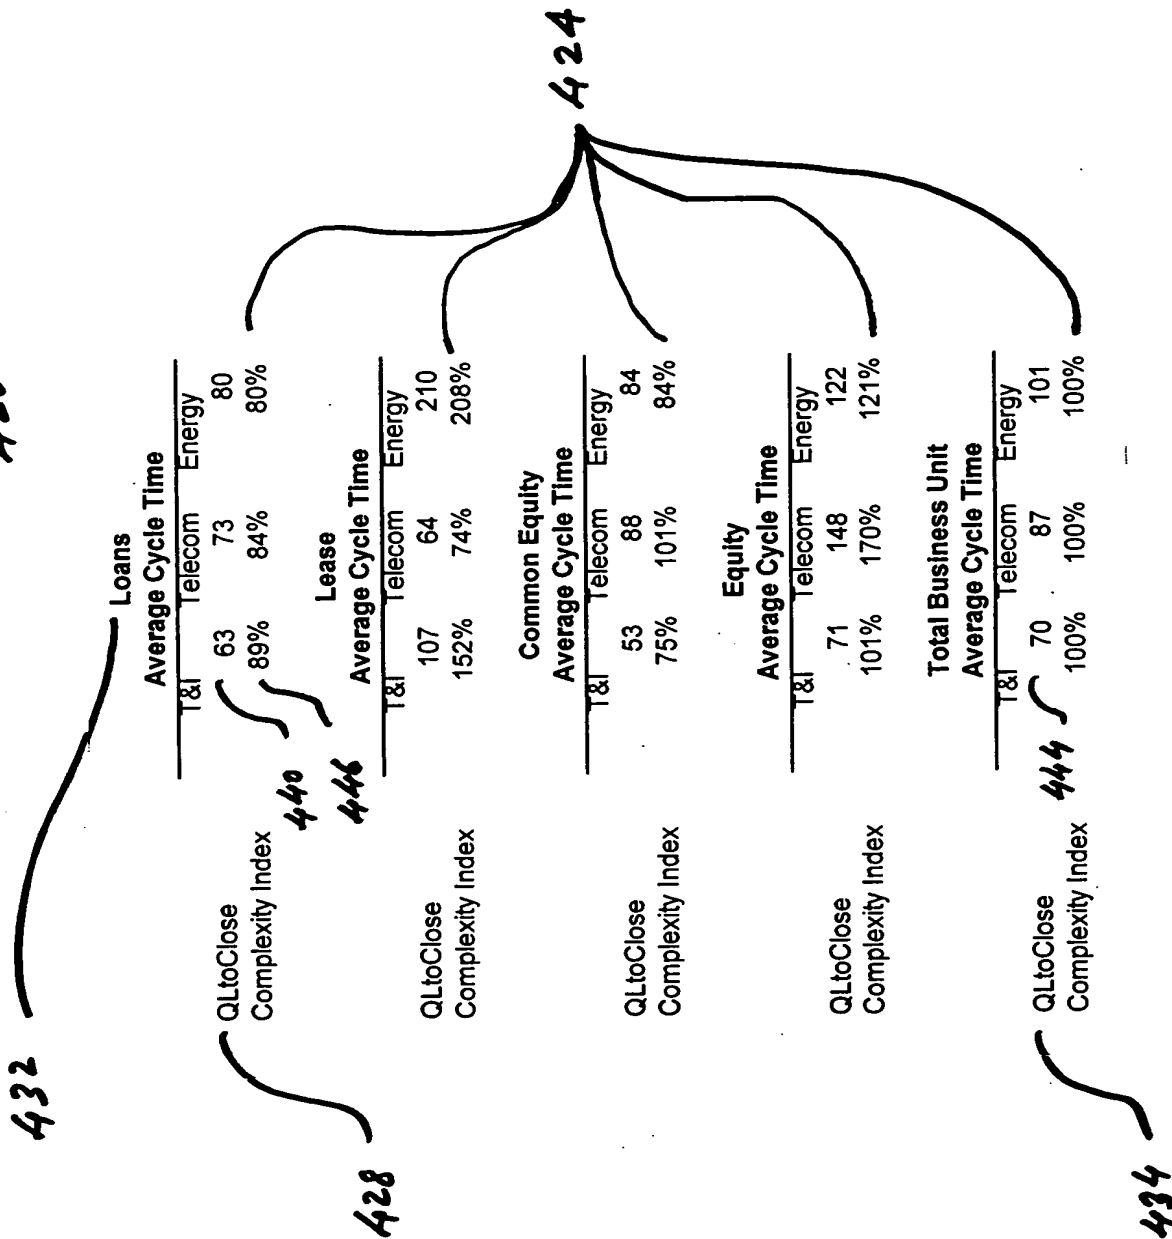 432
Loans
Average Cycle Time
T&I Telecom Energy
QLtoClose 63 73 80
Complexity Index 89% 84% 80%
440
446
428
Lease
Average Cycle Time
T&I Telecom Energy
QLtoClose 107 64 210
Complexity Index 152% 74% 208%
424
Common Equity
Average Cycle Time
T&I Telecom Energy
QLtoClose 53 88 84
Complexity Index 75% 101% 84%
Equity
Average Cycle Time
T&I Telecom Energy
QLtoClose 71 148 122
Complexity Index 101% 170% 121%
Total Business Unit
Average Cycle Time
T&I Telecom Energy
444
QLtoClose 70 87 101
Complexity Index 100% 100% 100%
434